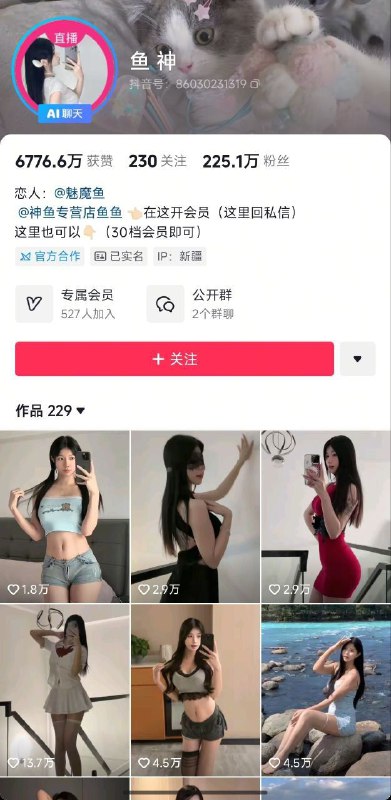 直播
AI聊天
鱼 神
抖音号：86030231319
6776.6万 获赞 230 关注 225.1万 粉丝
恋人：@魅魔鱼
@神鱼专营店鱼鱼 👈🏻在这开会员（这里回私信）
这里也可以👇🏻（30档会员即可）
官方合作 已实名 IP：新疆
专属会员 公开群
527人加入 2个群聊
+ 关注
作品 229
1.8万 2.9万 2.9万
13.7万 4.5万 4.5万